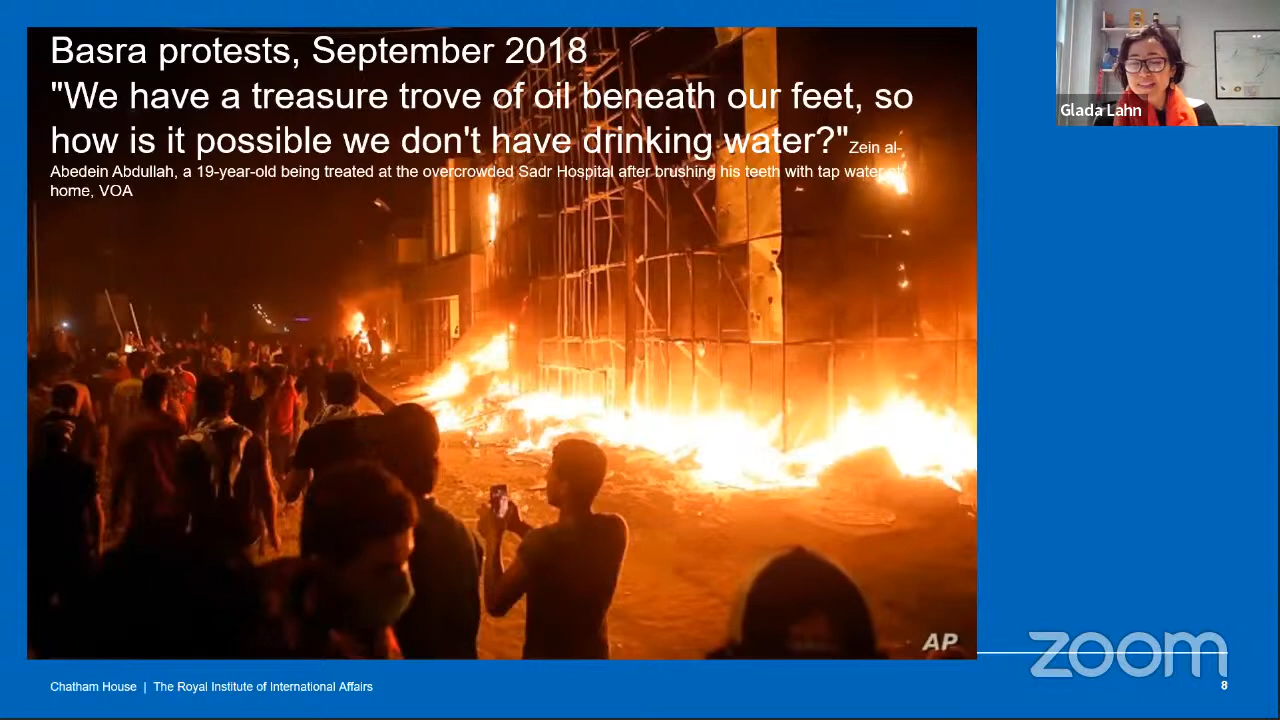 Basra protests, September 2018
"We have a treasure trove of oil beneath our feet, so
how is it possible we don't have drinking water?" Zein al-
Abedein Abdullah, a 19-year-old being treated at the overcrowded Sadr Hospital after brushing his teeth with tap water at
home, VOA
Glada Lahn
AP
zoom
Chatham House | The Royal Institute of International Affairs
8